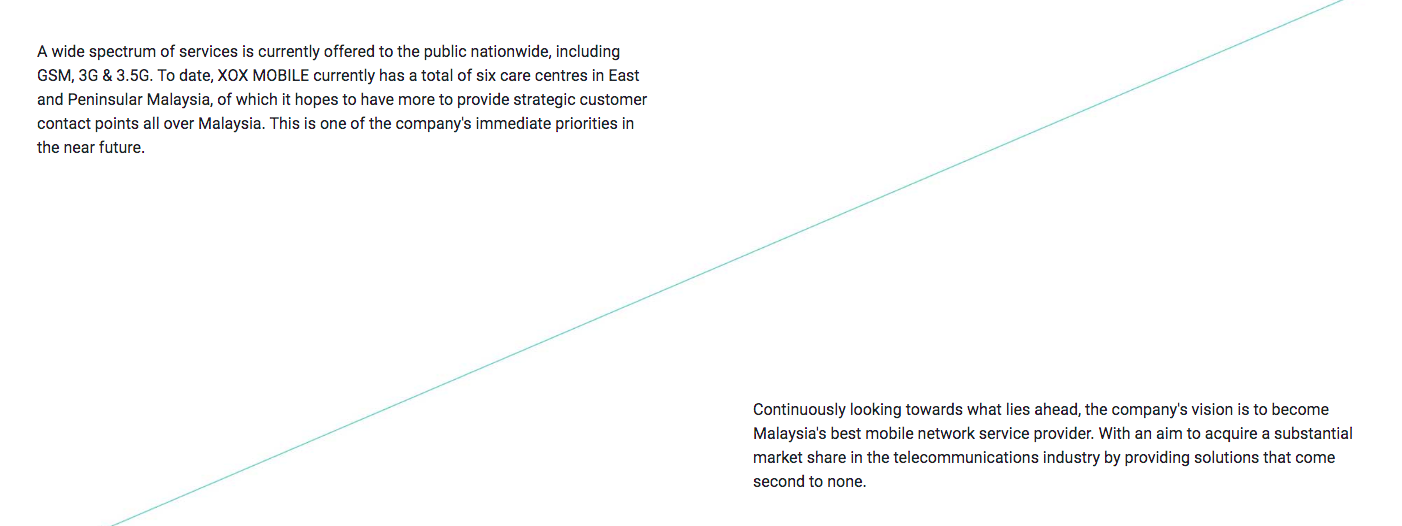 A wide spectrum of services is currently offered to the public nationwide, including
GSM, 3G & 3.5G. To date, XOX MOBILE currently has a total of six care centres in East
and Peninsular Malaysia, of which it hopes to have more to provide strategic customer
contact points all over Malaysia. This is one of the company's immediate priorities in
the near future.
Continuously looking towards what lies ahead, the company's vision is to become
Malaysia's best mobile network service provider. With an aim to acquire a substantial
market share in the telecommunications industry by providing solutions that come
second to none.